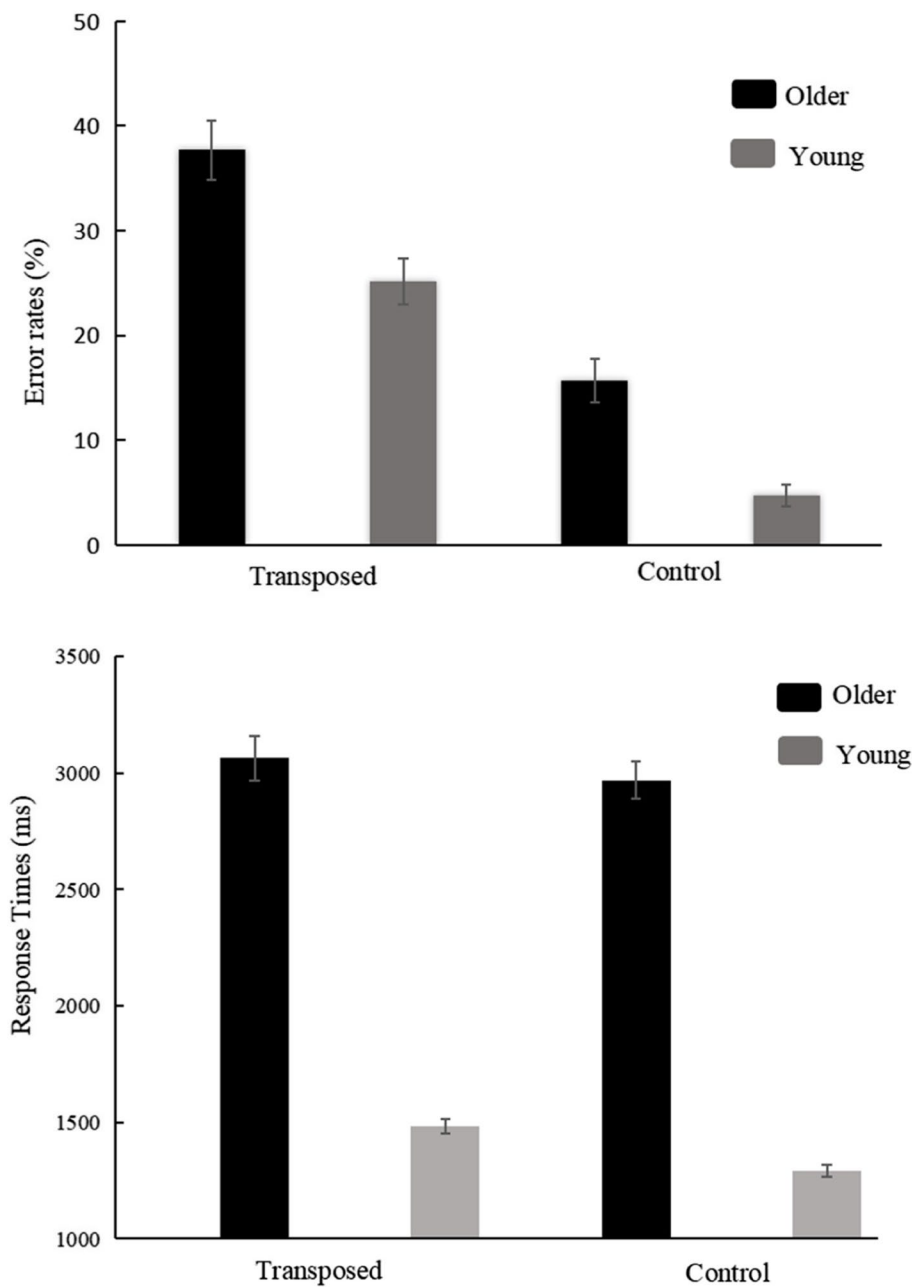 50
40
30
20
10
0
Error rates (%)
Older
Young
Transposed
Control
3500
3000
2500
2000
1500
1000
Response Times (ms)
Older
Young
Transposed
Control